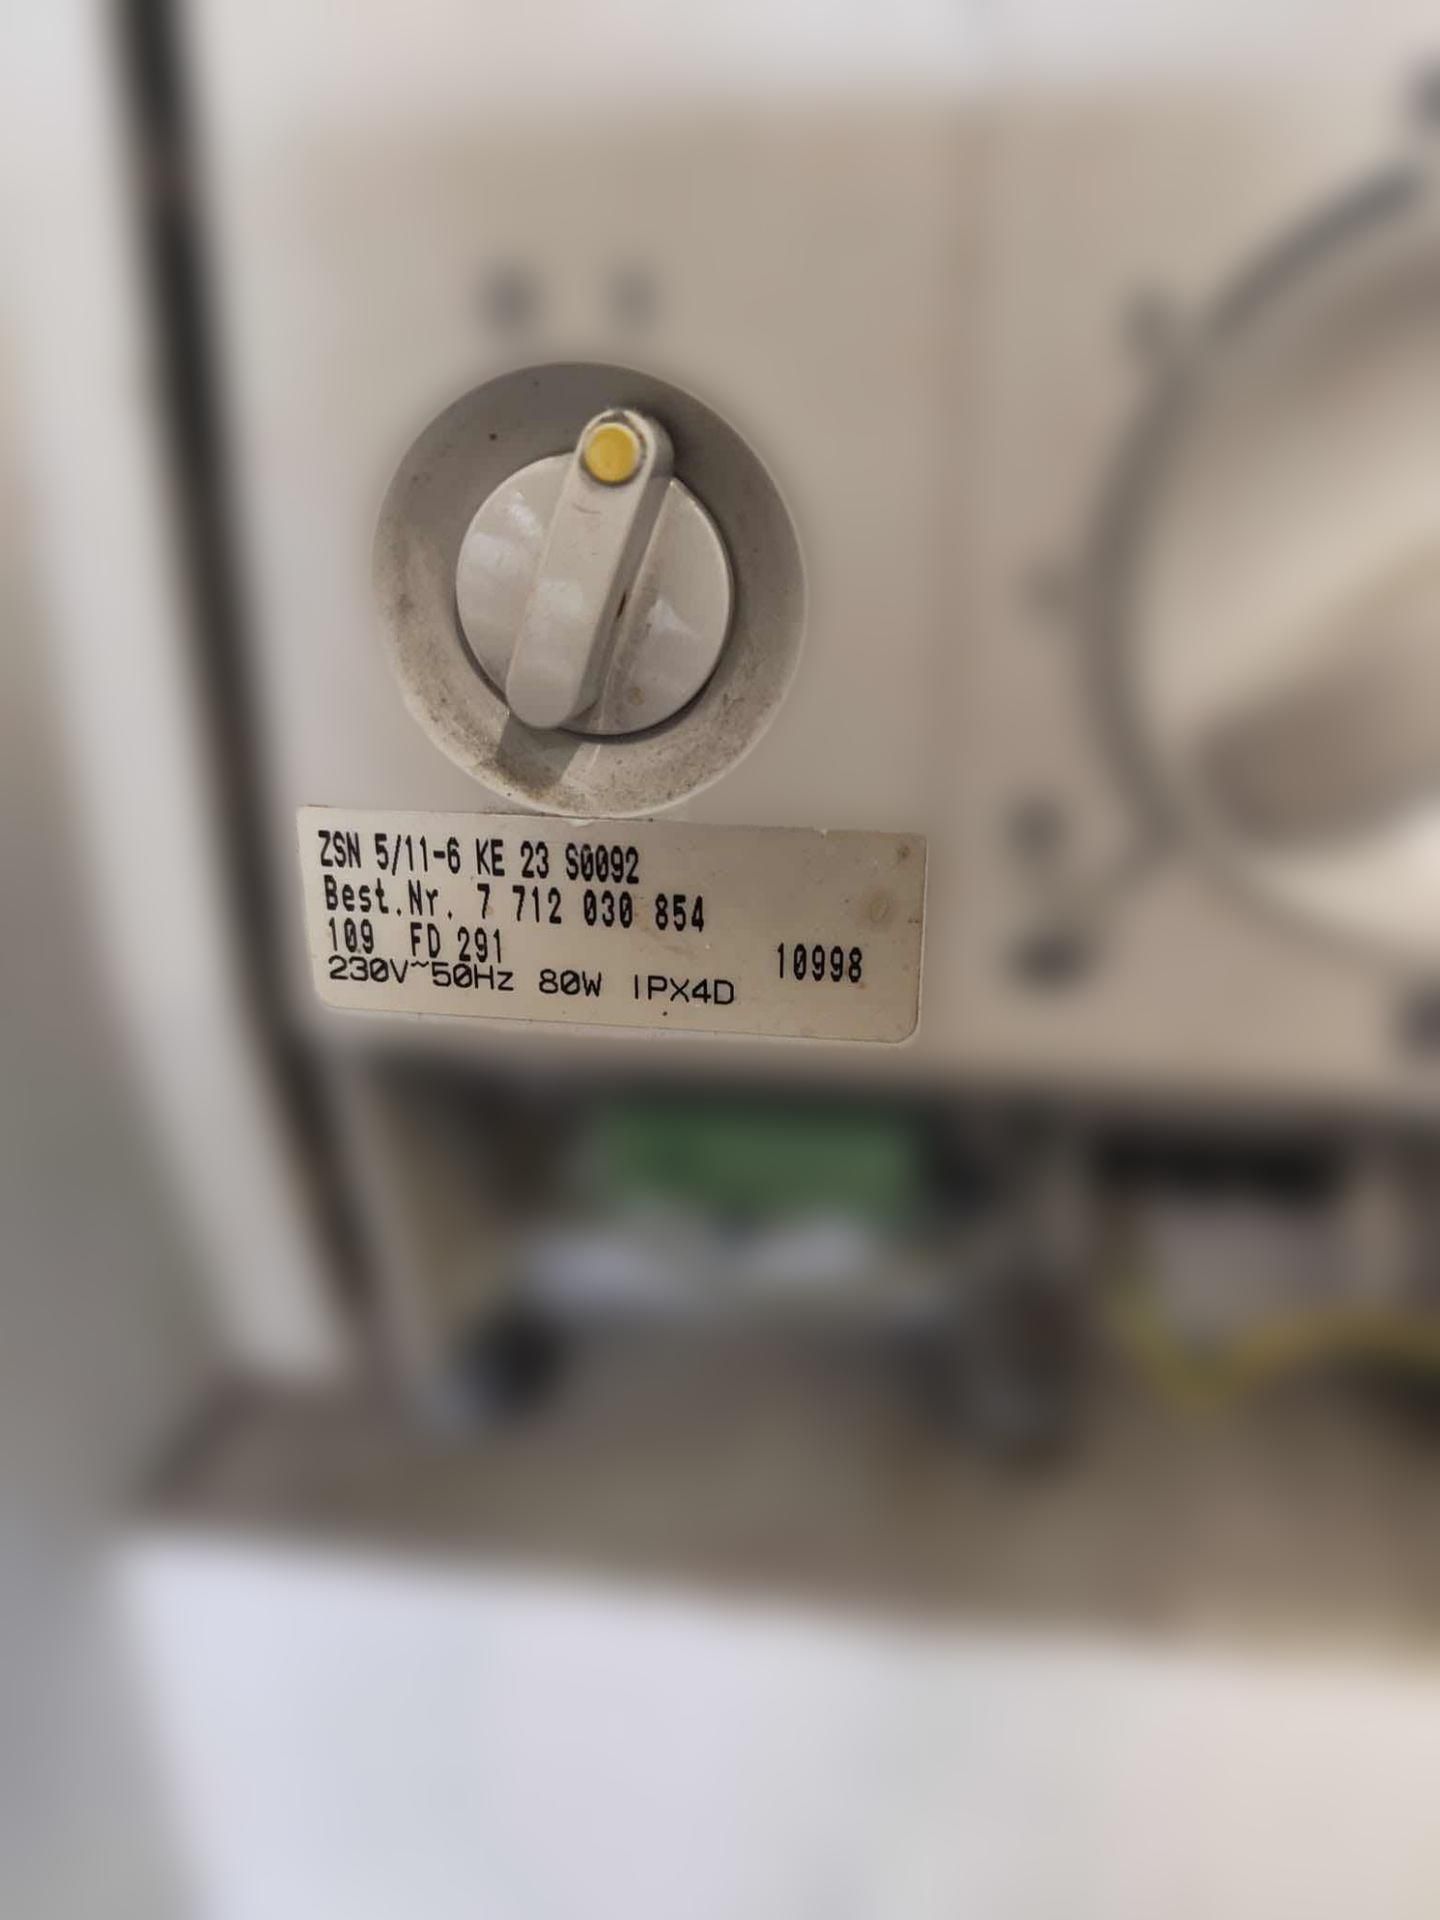 ZSN 5/11-6 KE 23 S0092
Best.Nr. 7 712 030 854
109 FD 291 10998
230V~50Hz 80W IPX4D